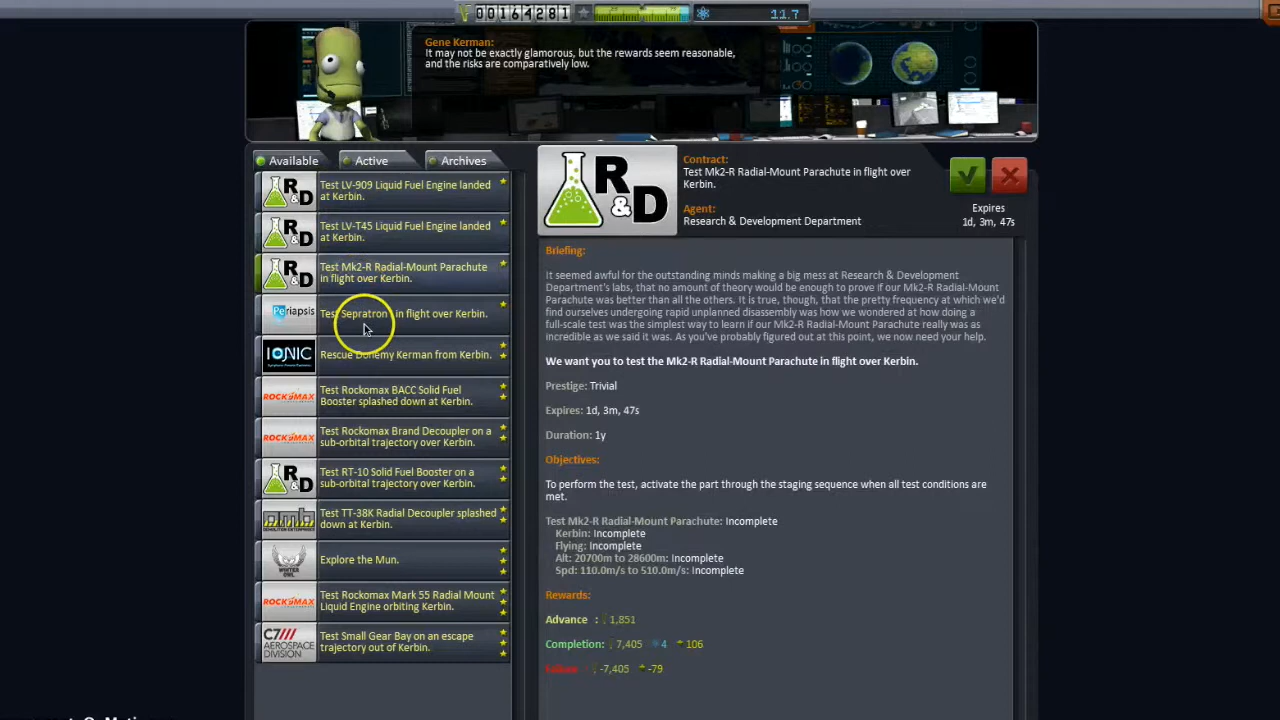 00164281
11.7
Gene Kerman:
It may not be exactly glamorous, but the rewards seem reasonable,
and the risks are comparatively low.
Available
Active
Archives
R&D
Test LV-909 Liquid Fuel Engine landed
at Kerbin.
R&D
Test LV-T45 Liquid Fuel Engine landed
at Kerbin.
R&D
Test Mk2-R Radial-Mount Parachute
in flight over Kerbin.
Periapsis
Test Sepratron in flight over Kerbin.
IONIC
Rescue Donemy Kerman from Kerbin.
ROCKOMAX
Test Rockomax BACC Solid Fuel
Booster splashed down at Kerbin.
ROCKOMAX
Test Rockomax Brand Decoupler on a
sub-orbital trajectory over Kerbin.
R&D
Test RT-10 Solid Fuel Booster on a
sub-orbital trajectory over Kerbin.
Test TT-38K Radial Decoupler splashed
down at Kerbin.
WINTER
OWL
Explore the Mun.
ROCKOMAX
Test Rockomax Mark 55 Radial Mount
Liquid Engine orbiting Kerbin.
C7///
AEROSPACE
DIVISION
Test Small Gear Bay on an escape
trajectory out of Kerbin.
R&D
Contract:
Test Mk2-R Radial-Mount Parachute in flight over
Kerbin.
Agent:
Research & Development Department
Expires
1d, 3m, 47s
Briefing:
It seemed awful for the outstanding minds making a big mess at Research & Development
Department's labs, that no amount of theory would be enough to prove if our Mk2-R Radial-Mount
Parachute was better than all the others. It is true, though, that the pretty frequency at which we'd
find ourselves undergoing rapid unplanned disassembly was how we wondered at how doing a
full-scale test was the simplest way to learn if our Mk2-R Radial-Mount Parachute really was as
incredible as we said it was. As you've probably figured out at this point, we now need your help.
We want you to test the Mk2-R Radial-Mount Parachute in flight over Kerbin.
Prestige: Trivial
Expires: 1d, 3m, 47s
Duration: 1y
Objectives:
To perform the test, activate the part through the staging sequence when all test conditions are
met.
Test Mk2-R Radial-Mount Parachute: Incomplete
Kerbin: Incomplete
Flying: Incomplete
Alt: 20700m to 28600m: Incomplete
Spd: 110.0m/s to 510.0m/s: Incomplete
Rewards:
Advance : 1,851
Completion: 7,405 4 106
Failure: -7,405 -79